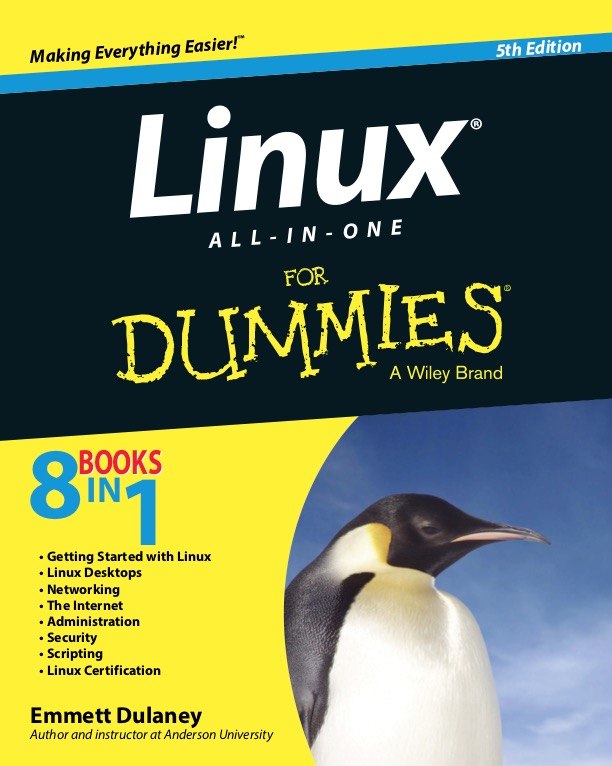 Making Everything Easier!™
5th Edition
Linux®
ALL-IN-ONE
FOR
DUMMIES®
A Wiley Brand
8 BOOKS
IN 1
• Getting Started with Linux
• Linux Desktops
• Networking
• The Internet
• Administration
• Security
• Scripting
• Linux Certification
Emmett Dulaney
Author and instructor at Anderson University